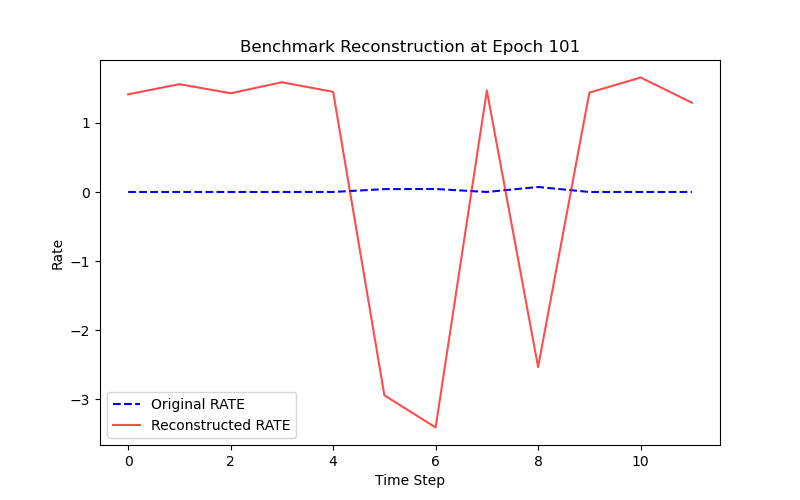 Benchmark Reconstruction at Epoch 101
Rate
1
0
−1
−2
−3
Original RATE
Reconstructed RATE
0 2 4 6 8 10
Time Step